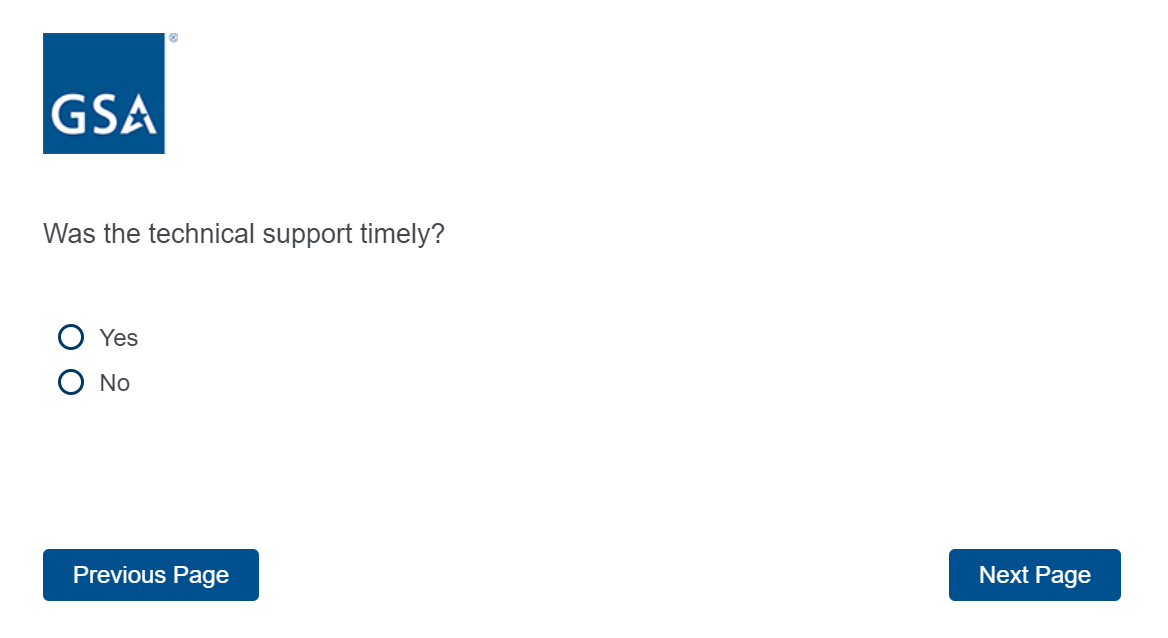 GSA
®
Was the technical support timely?
Yes
No
Previous Page
Next Page